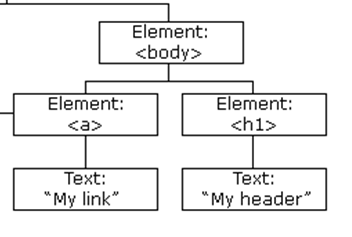 Element:
<body>
Element:
<a>
Element:
<h1>
Text:
“My link”
Text:
“My header”